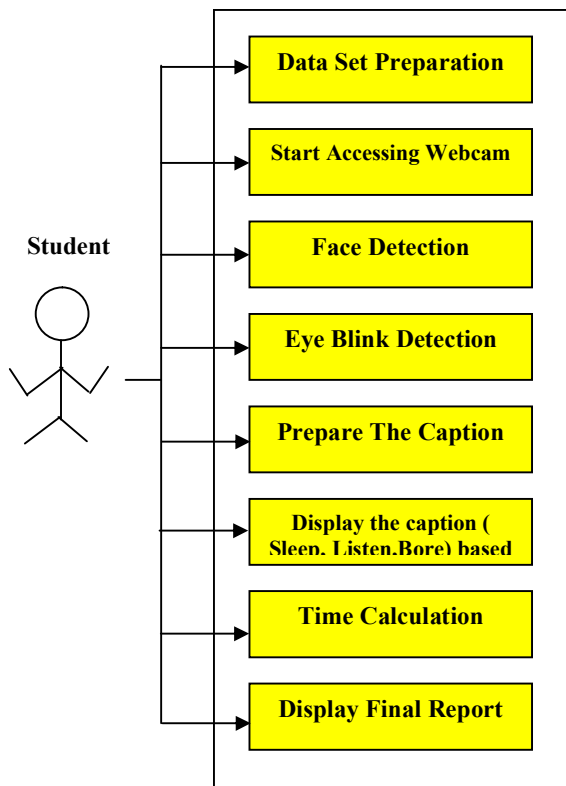 Data Set Preparation
Start Accessing Webcam
Student
Face Detection
Eye Blink Detection
Prepare The Caption
Display the caption (
Sleep, Listen,Bore) based
Time Calculation
Display Final Report